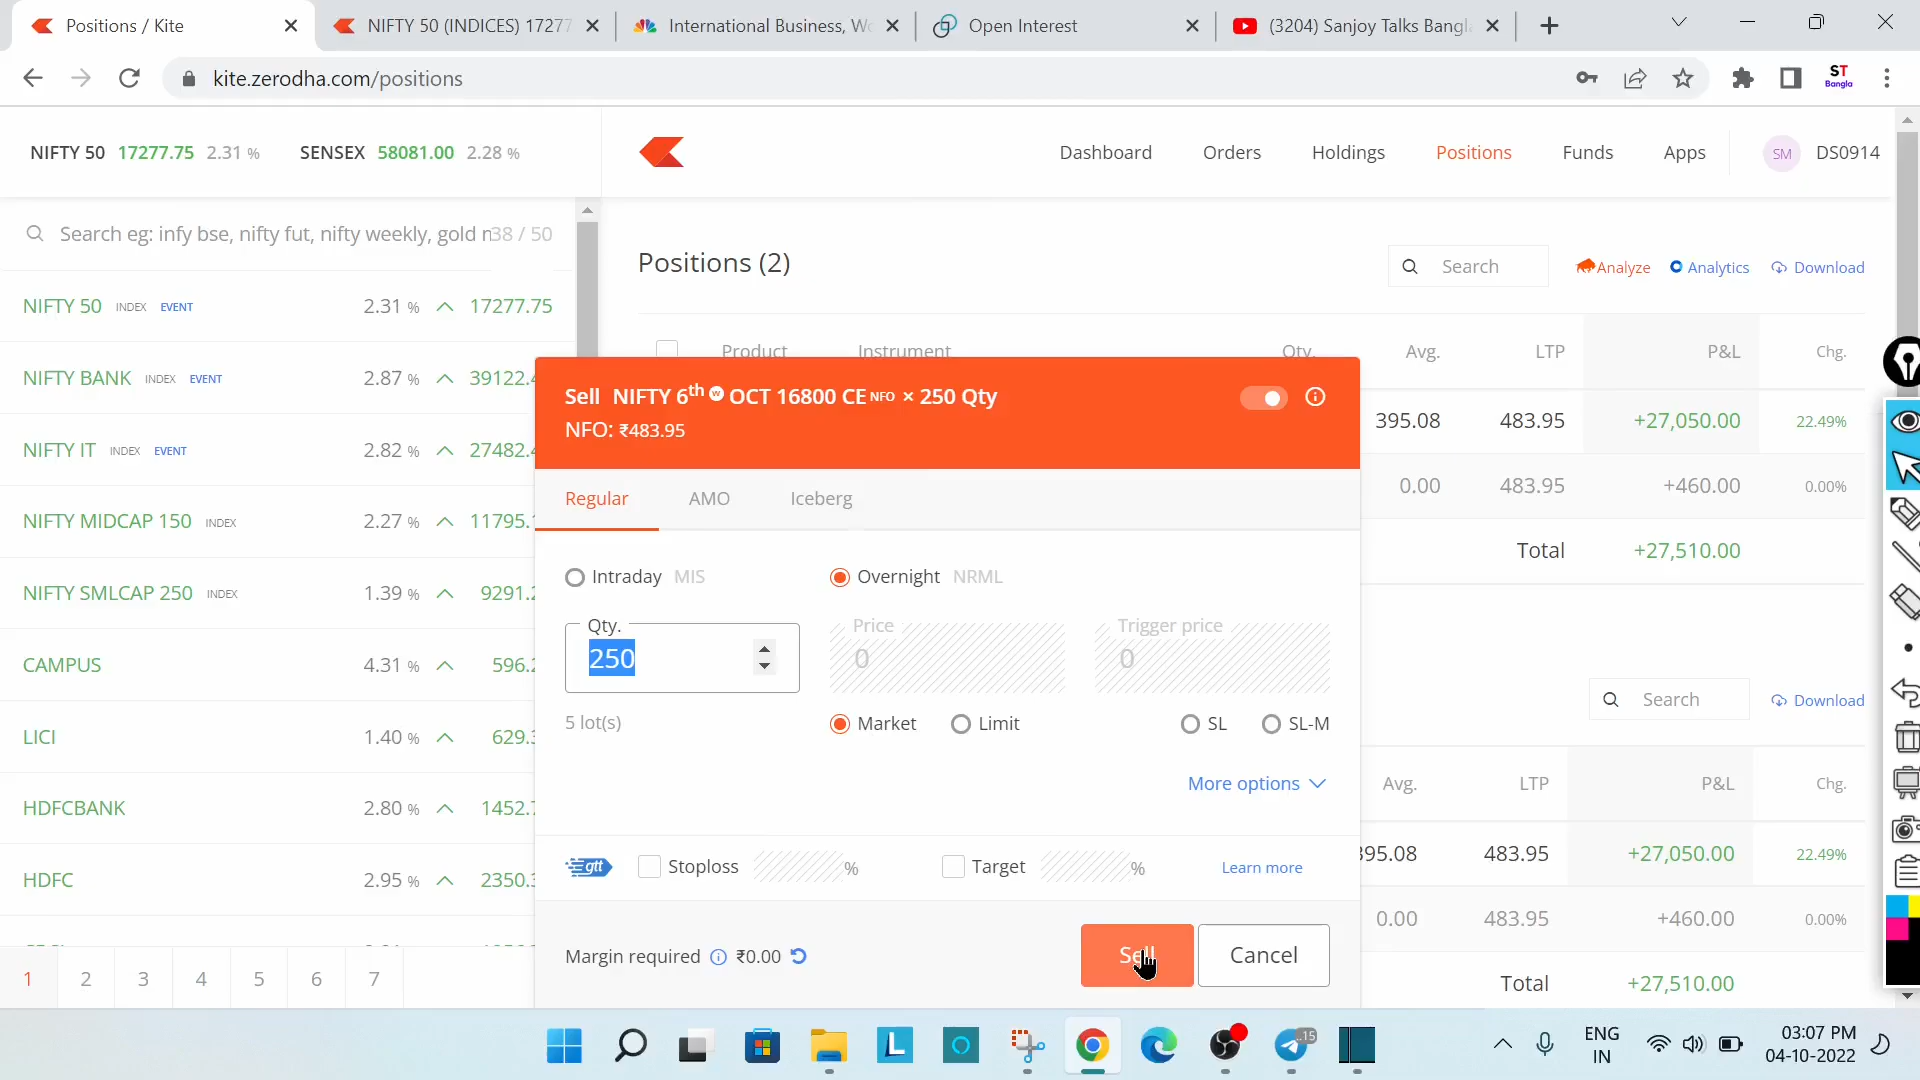 Positions / Kite
NIFTY 50 (INDICES) 17277
International Business, Wo
Open Interest
(3204) Sanjoy Talks Bangla
kite.zerodha.com/positions
ST
Bangla
NIFTY 50 17277.75 2.31 %
SENSEX 58081.00 2.28 %
Dashboard
Orders
Holdings
Positions
Funds
Apps
SM
DS0914
Search eg: infy bse, nifty fut, nifty weekly, gold 38 / 50
NIFTY 50 INDEX EVENT 2.31 % 17277.75
NIFTY BANK INDEX EVENT 2.87 % 39122.
NIFTY IT INDEX EVENT 2.82 % 27482.
NIFTY MIDCAP 150 INDEX 2.27 % 11795.
NIFTY SMLCAP 250 INDEX 1.39 % 9291.
CAMPUS 4.31 % 596.
LICI 1.40 % 629.
HDFCBANK 2.80 % 1452.
HDFC 2.95 % 2350.
1 2 3 4 5 6 7
Positions (2)
Search
Analyze
Analytics
Download
Product Instrument Qty. Avg. LTP P&L Chg.
395.08 483.95 +27,050.00 22.49%
0.00 483.95 +460.00 0.00%
Total +27,510.00
Sell NIFTY 6th w OCT 16800 CE NFO × 250 Qty
NFO: ₹483.95
Regular AMO Iceberg
Intraday MIS
Overnight NRML
Qty.
250
Price
0
Trigger price
0
5 lot(s)
Market
Limit
SL
SL-M
More options
gtt
Stoploss %
Target %
Learn more
Margin required ₹0.00
Sell
Cancel
Search
Download
Avg. LTP P&L Chg.
395.08 483.95 +27,050.00 22.49%
0.00 483.95 +460.00 0.00%
Total +27,510.00
L
15
ENG
IN
03:07 PM
04-10-2022